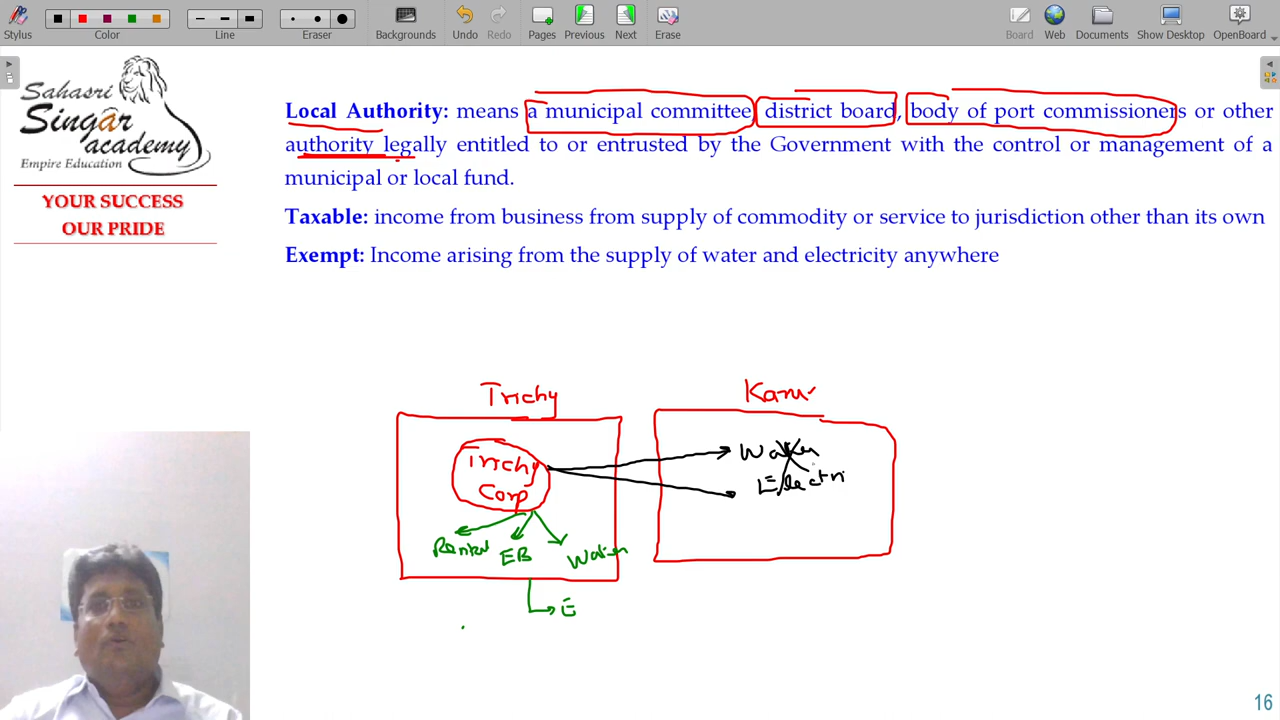 Stylus
Color
Line
Eraser
Backgrounds
Undo
Redo
Pages
Previous
Next
Erase
Board
Web
Documents
Show Desktop
OpenBoard
Sahasri
Singar
academy
Empire Education
YOUR SUCCESS
OUR PRIDE
Local Authority: means a municipal committee, district board, body of port commissioners or other
authority legally entitled to or entrusted by the Government with the control or management of a
municipal or local fund.
Taxable: income from business from supply of commodity or service to jurisdiction other than its own
Exempt: Income arising from the supply of water and electricity anywhere
Trichy
Trichy
Corp
Rental
EB
Water
E
Water
Electri
16